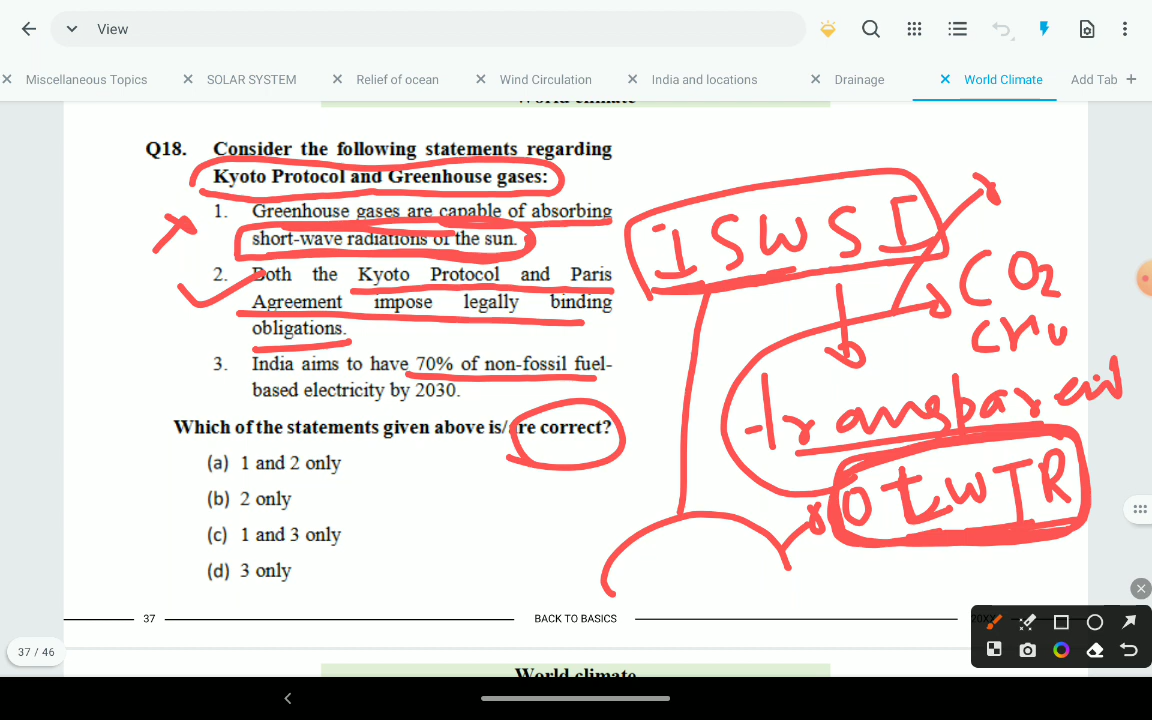 View
Miscellaneous Topics
SOLAR SYSTEM
Relief of ocean
Wind Circulation
India and locations
Drainage
World Climate
Add Tab +
World climate
Q18. Consider the following statements regarding
Kyoto Protocol and Greenhouse gases:
1. Greenhouse gases are capable of absorbing
short-wave radiations of the sun.
2. Both the Kyoto Protocol and Paris
Agreement impose legally binding
obligations.
3. India aims to have 70% of non-fossil fuel-
based electricity by 2030.
Which of the statements given above is/are correct?
(a) 1 and 2 only
(b) 2 only
(c) 1 and 3 only
(d) 3 only
ISWSI
CO2
Transparent
OLWTR
37
BACK TO BASICS
37 / 46
World climate